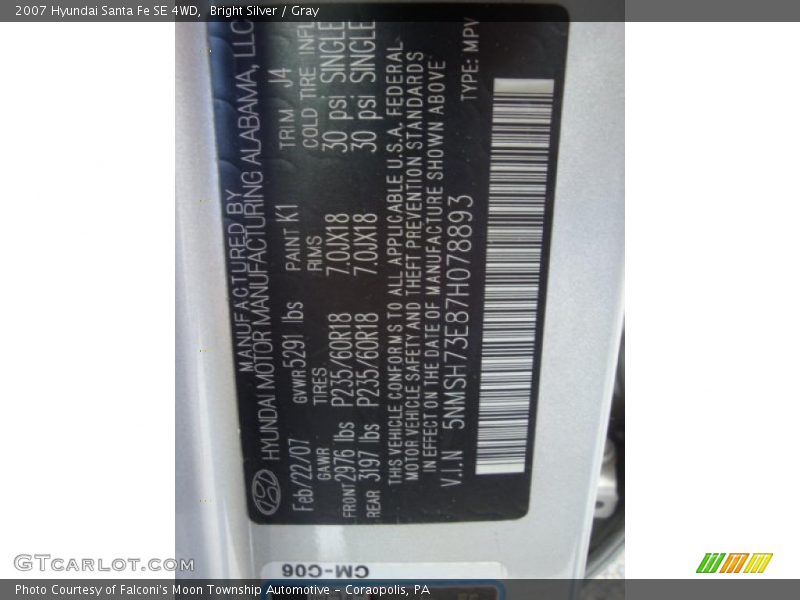 2007 Hyundai Santa Fe SE 4WD,  Bright Silver / Gray
MANUFACTURED BY
HYUNDAI MOTOR MANUFACTURING ALABAMA, LLC
Feb/22/07 GVWR 5291 lbs PAINT K1 TRIM J4
GAWR TIRES RIMS COLD TIRE INFL
FRONT 2976 lbs P235/60R18 7.0JX18 30 psi SINGLE
REAR 3197 lbs P235/60R18 7.0JX18 30 psi SINGLE
THIS VEHICLE CONFORMS TO ALL APPLICABLE U.S.A. FEDERAL
MOTOR VEHICLE SAFETY AND THEFT PREVENTION STANDARDS
IN EFFECT ON THE DATE OF MANUFACTURE SHOWN ABOVE
V.I.N 5NMSH73E87H078893 TYPE: MPV
CM-C06
GTcarlot.com
Photo Courtesy of Falconi's Moon Township Automotive - Coraopolis, PA